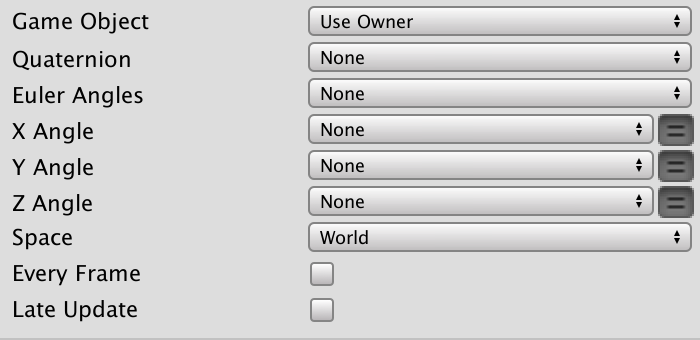 Game Object Use Owner
Quaternion None
Euler Angles None
X Angle None
Y Angle None
Z Angle None
Space World
Every Frame
Late Update